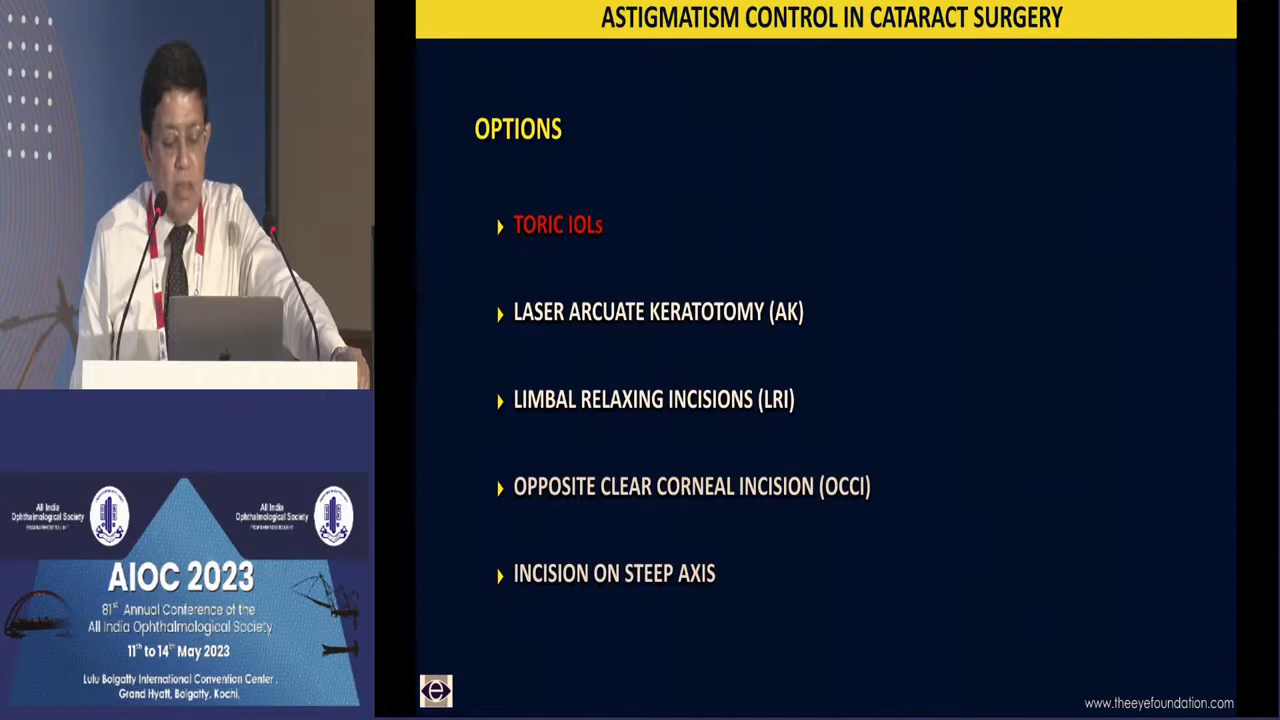 ASTIGMATISM CONTROL IN CATARACT SURGERY
OPTIONS
TORIC IOLs
LASER ARCUATE KERATOTOMY (AK)
LIMBAL RELAXING INCISIONS (LRI)
OPPOSITE CLEAR CORNEAL INCISION (OCCI)
INCISION ON STEEP AXIS
www.theeyefoundation.com
e
All India
Ophthalmological Society
All India
Ophthalmological Society
AIOC 2023
81st Annual Conference of the
All India Ophthalmological Society
11th to 14th May 2023
Lulu Bolgatty International Convention Center,
Grand Hyatt, Bolgatty, Kochi,